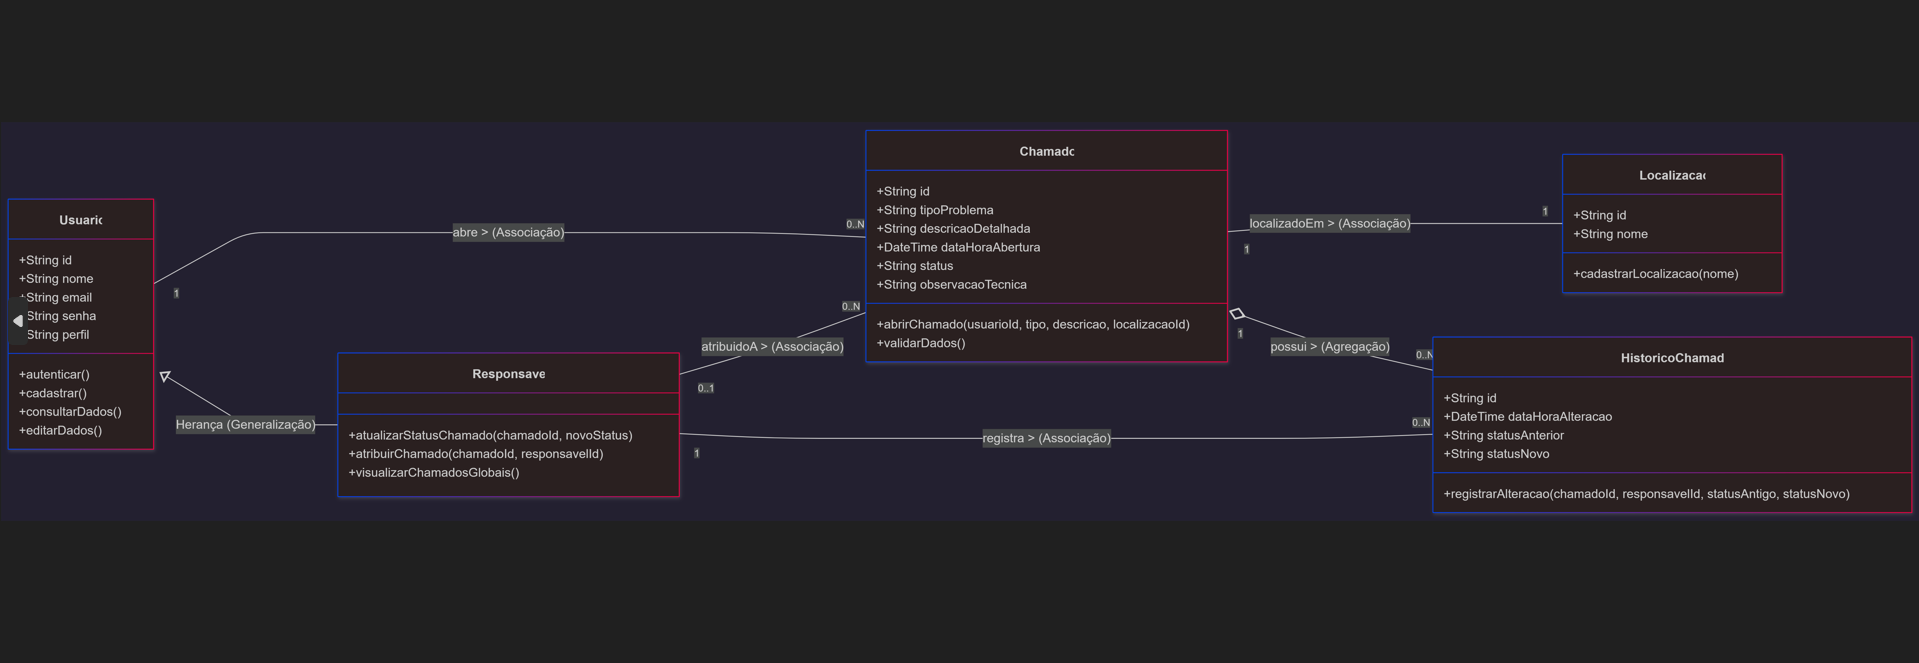 Usuaric
+String id
+String nome
+String email
String senha
String perfil
+autenticar()
+cadastrar()
+consultarDados()
+editarDados()
1
abre > (Associação)
0..N
Herança (Generalização)
Responsave
+atualizarStatusChamado(chamadoId, novoStatus)
+atribuirChamado(chamadoId, responsavelId)
+visualizarChamadosGlobais()
0..1
atribuidoA > (Associação)
0..N
1
registra > (Associação)
0..N
Chamadc
+String id
+String tipoProblema
+String descricaoDetalhada
+DateTime dataHoraAbertura
+String status
+String observacaoTecnica
+abrirChamado(usuarioId, tipo, descricao, localizacaoId)
+validarDados()
1
localizadoEm > (Associação)
1
1
possui > (Agregação)
0..N
Localizacac
+String id
+String nome
+cadastrarLocalizacao(nome)
HistoricoChamad
+String id
+DateTime dataHoraAlteracao
+String statusAnterior
+String statusNovo
+registrarAlteracao(chamadoId, responsavelId, statusAntigo, statusNovo)